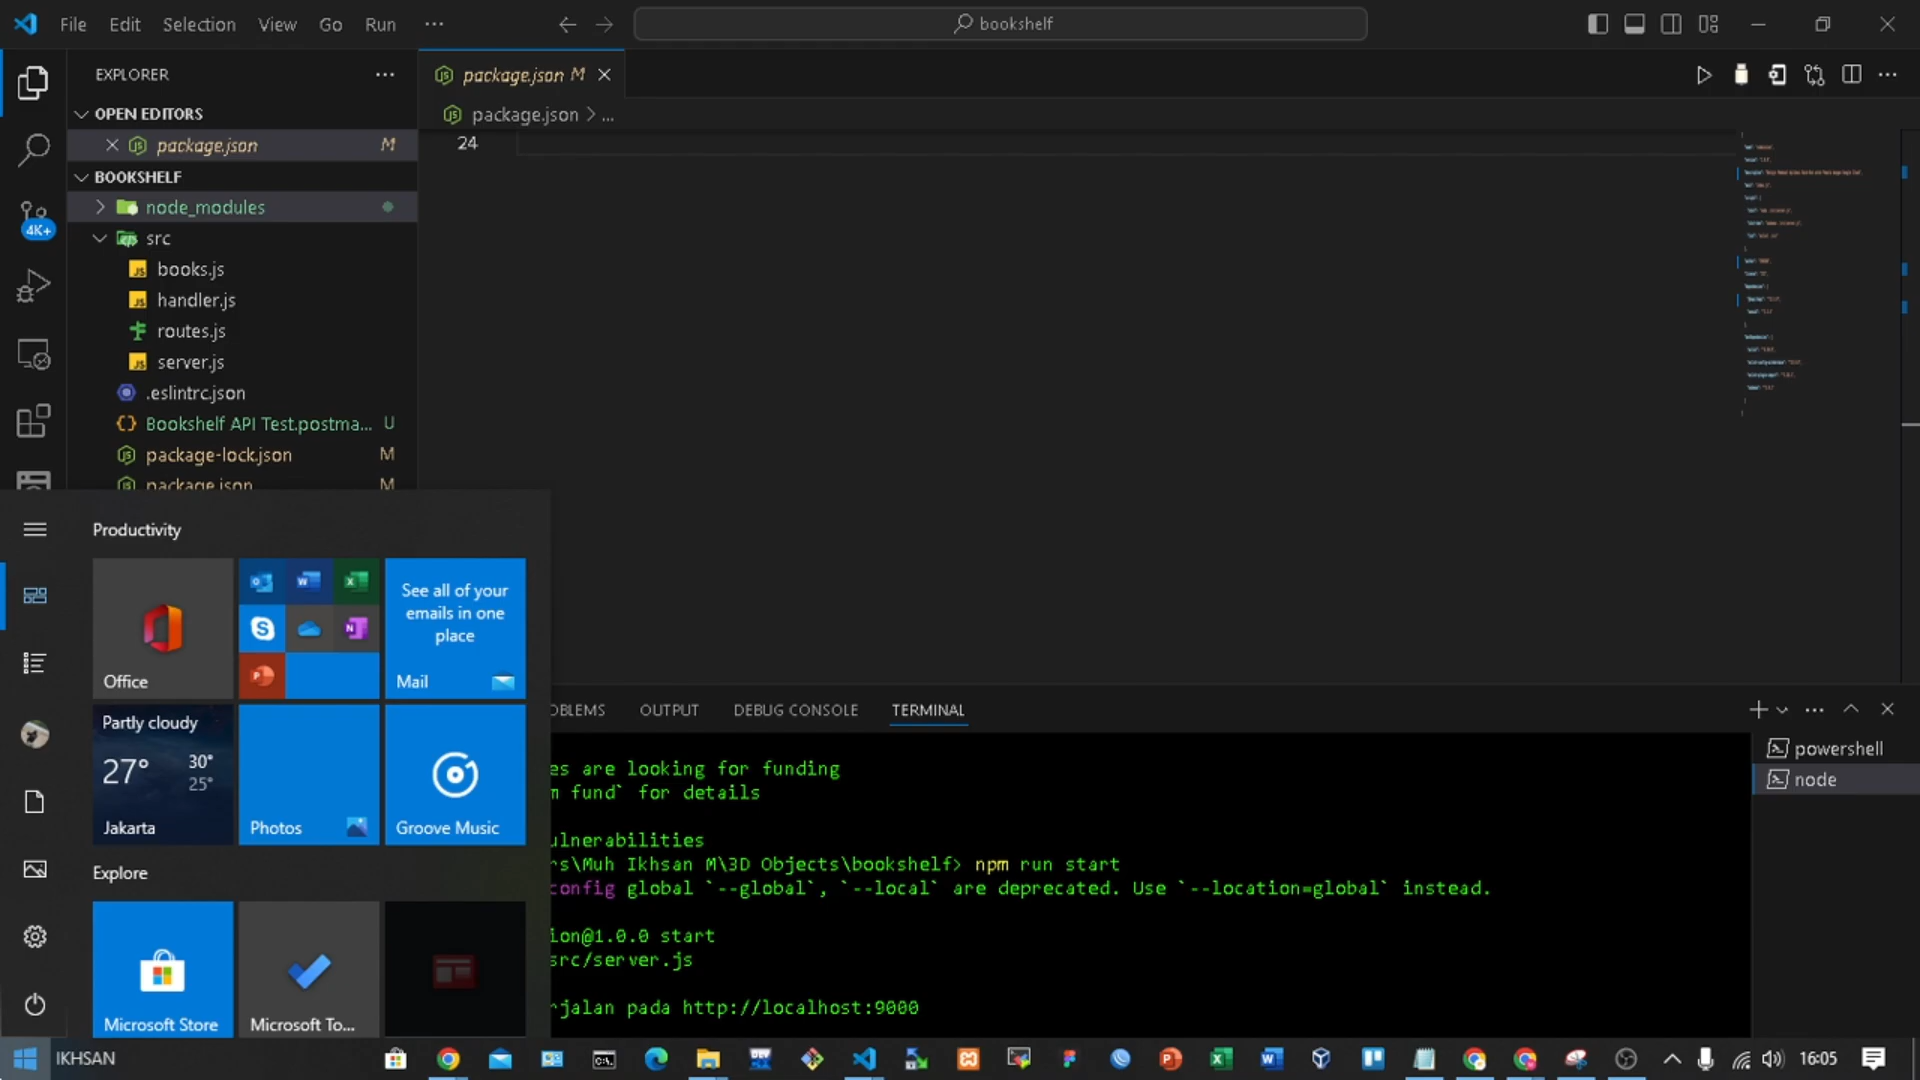 File Edit Selection View Go Run ...
bookshelf
EXPLORER
package.json M
OPEN EDITORS
package.json > ...
package.json M
24
BOOKSHELF
node_modules
4K+
src
books.js
handler.js
routes.js
server.js
.eslintrc.json
Bookshelf API Test.postma... U
package-lock.json M
package.json M
Productivity
See all of your
emails in one
place
Office
Mail
Partly cloudy
27° 30°
25°
Jakarta
Photos
Groove Music
Explore
Microsoft Store
Microsoft To...
OBLEMS OUTPUT DEBUG CONSOLE TERMINAL
powershell
node
es are looking for funding
m fund` for details
ulnerabilities
rs\Muh Ikhsan M\3D Objects\bookshelf> npm run start
config global `--global`, `--local` are deprecated. Use `--location=global` instead.
ion@1.0.0 start
src/server.js
rjalan pada http://localhost:9000
IKHSAN
16:05